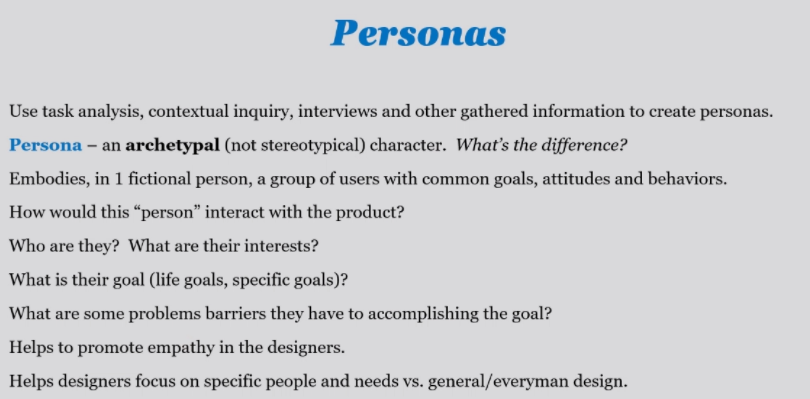 Personas
Use task analysis, contextual inquiry, interviews and other gathered information to create personas.
Persona – an archetypal (not stereotypical) character.  What's the difference?
Embodies, in 1 fictional person, a group of users with common goals, attitudes and behaviors.
How would this “person” interact with the product?
Who are they?  What are their interests?
What is their goal (life goals, specific goals)?
What are some problems barriers they have to accomplishing the goal?
Helps to promote empathy in the designers.
Helps designers focus on specific people and needs vs. general/everyman design.